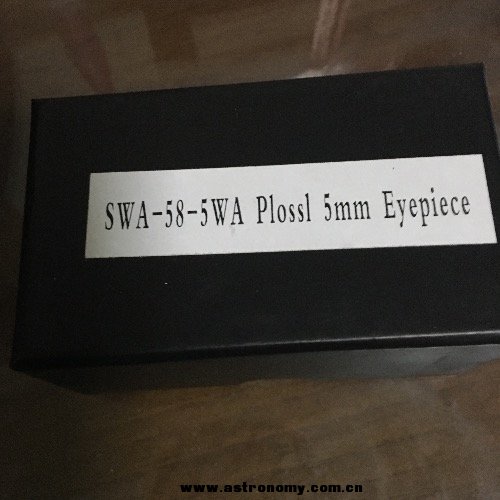 SWA-58-5WA Plossl 5mm Eyepiece
www.astronomy.com.cn